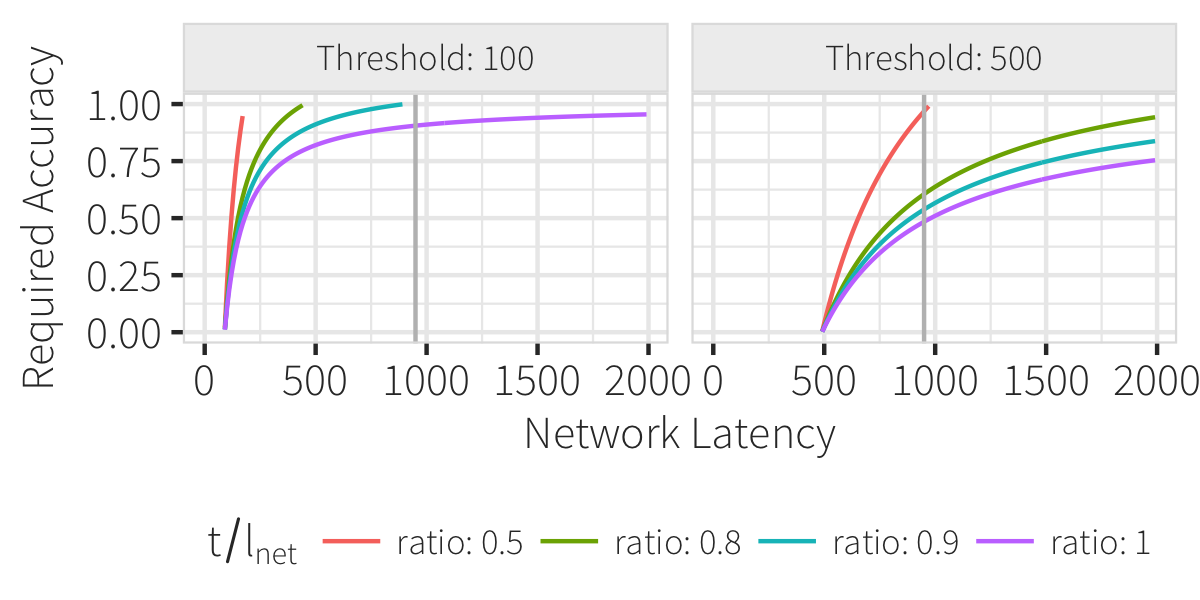 Threshold: 100 Threshold: 500
Required Accuracy
1.00
0.75
0.50
0.25
0.00
0 500 1000 1500 2000 0 500 1000 1500 2000
Network Latency
t/lnet ratio: 0.5 ratio: 0.8 ratio: 0.9 ratio: 1